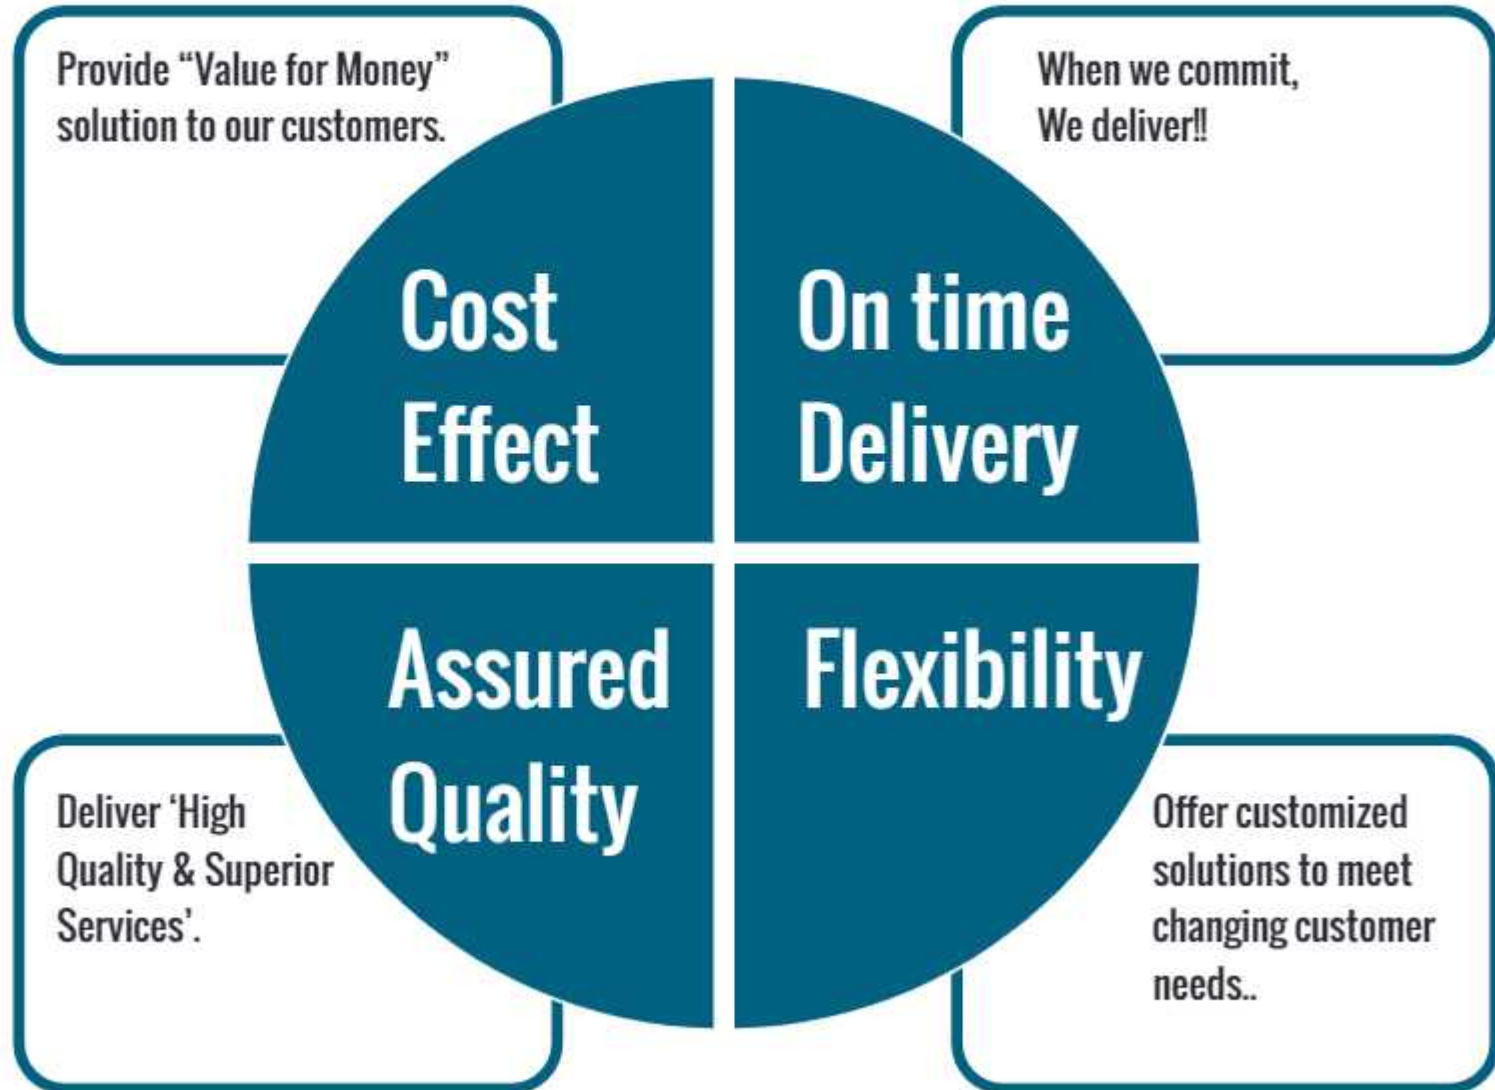 Provide “Value for Money”
solution to our customers.
When we commit,
We deliver!!
Cost
Effect
On time
Delivery
Assured
Quality
Flexibility
Deliver ‘High
Quality & Superior
Services’.
Offer customized
solutions to meet
changing customer
needs..